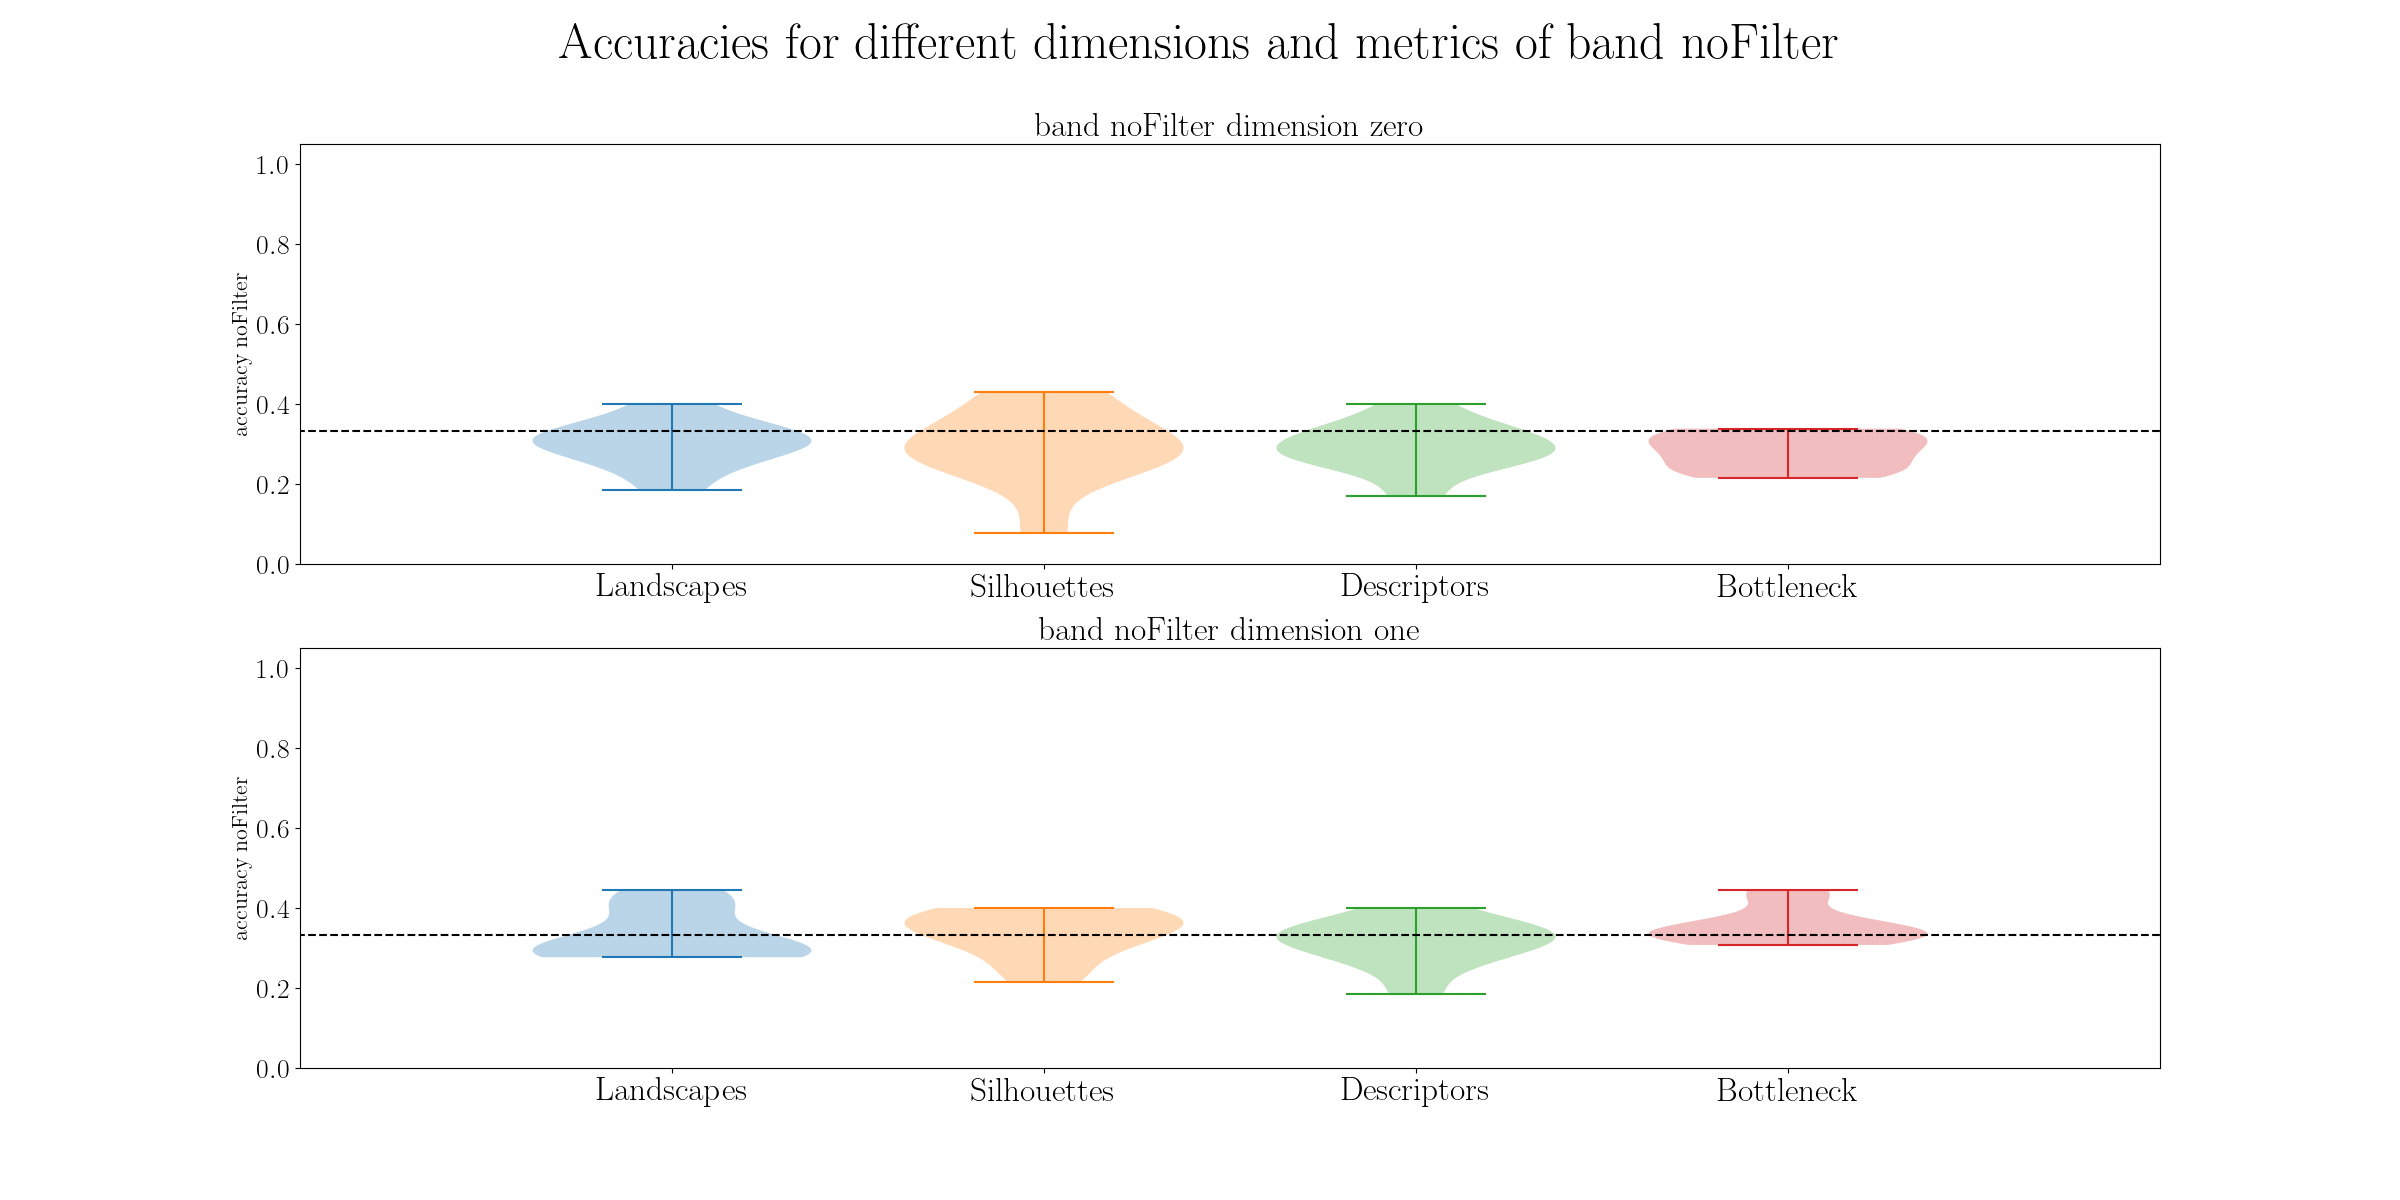 Accuracies for different dimensions and metrics of band noFilter
band noFilter dimension zero
1.0
0.8
0.6
0.4
0.2
0.0
accuracy noFilter
Landscapes Silhouettes Descriptors Bottleneck
band noFilter dimension one
1.0
0.8
0.6
0.4
0.2
0.0
accuracy noFilter
Landscapes Silhouettes Descriptors Bottleneck